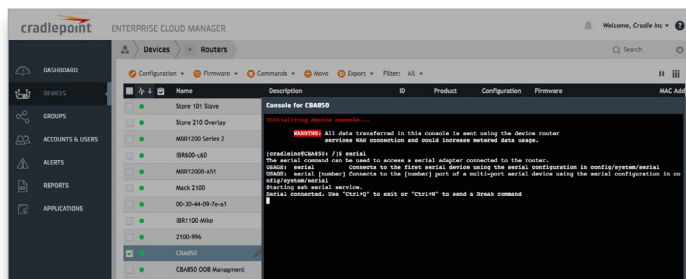 cradlepoint
ENTERPRISE CLOUD MANAGER
Welcome, Cradle Inc
Devices
Routers
Search
DASHBOARD
DEVICES
GROUPS
ACCOUNTS & USERS
ALERTS
REPORTS
APPLICATIONS
Configuration Firmware Commands Move Export Filter: All
Name Description ID Product Configuration Firmware MAC Add
Store 101 Slave
Store 210 Overlay
MBR1200 Series 2
IBR600-c60
MBR1200B-a51
Mack 2100
00-30-44-09-7e-a1
IBR1100-Mike
2100-996
CBA850
CBA850 OOB Managment
Console for CBA850
Initializing device console...
WARNING: All data transferred in this console is sent using the device router
services WAN connection and could increase metered data usage.
[cradleinc@CBA850: /]$ serial
The serial command can be used to access a serial adapter connected to the router.
USAGE: serial Connects to the first serial device using the serial configuration in config/system/serial
USAGE: serial [number] Connects to the [number] port of a multi-port serial device using the serial configuration in co
nfig/system/serial
Starting ssh serial service.
Serial connected. Use "Ctrl+Q" to exit or "Ctrl+N" to send a Break command